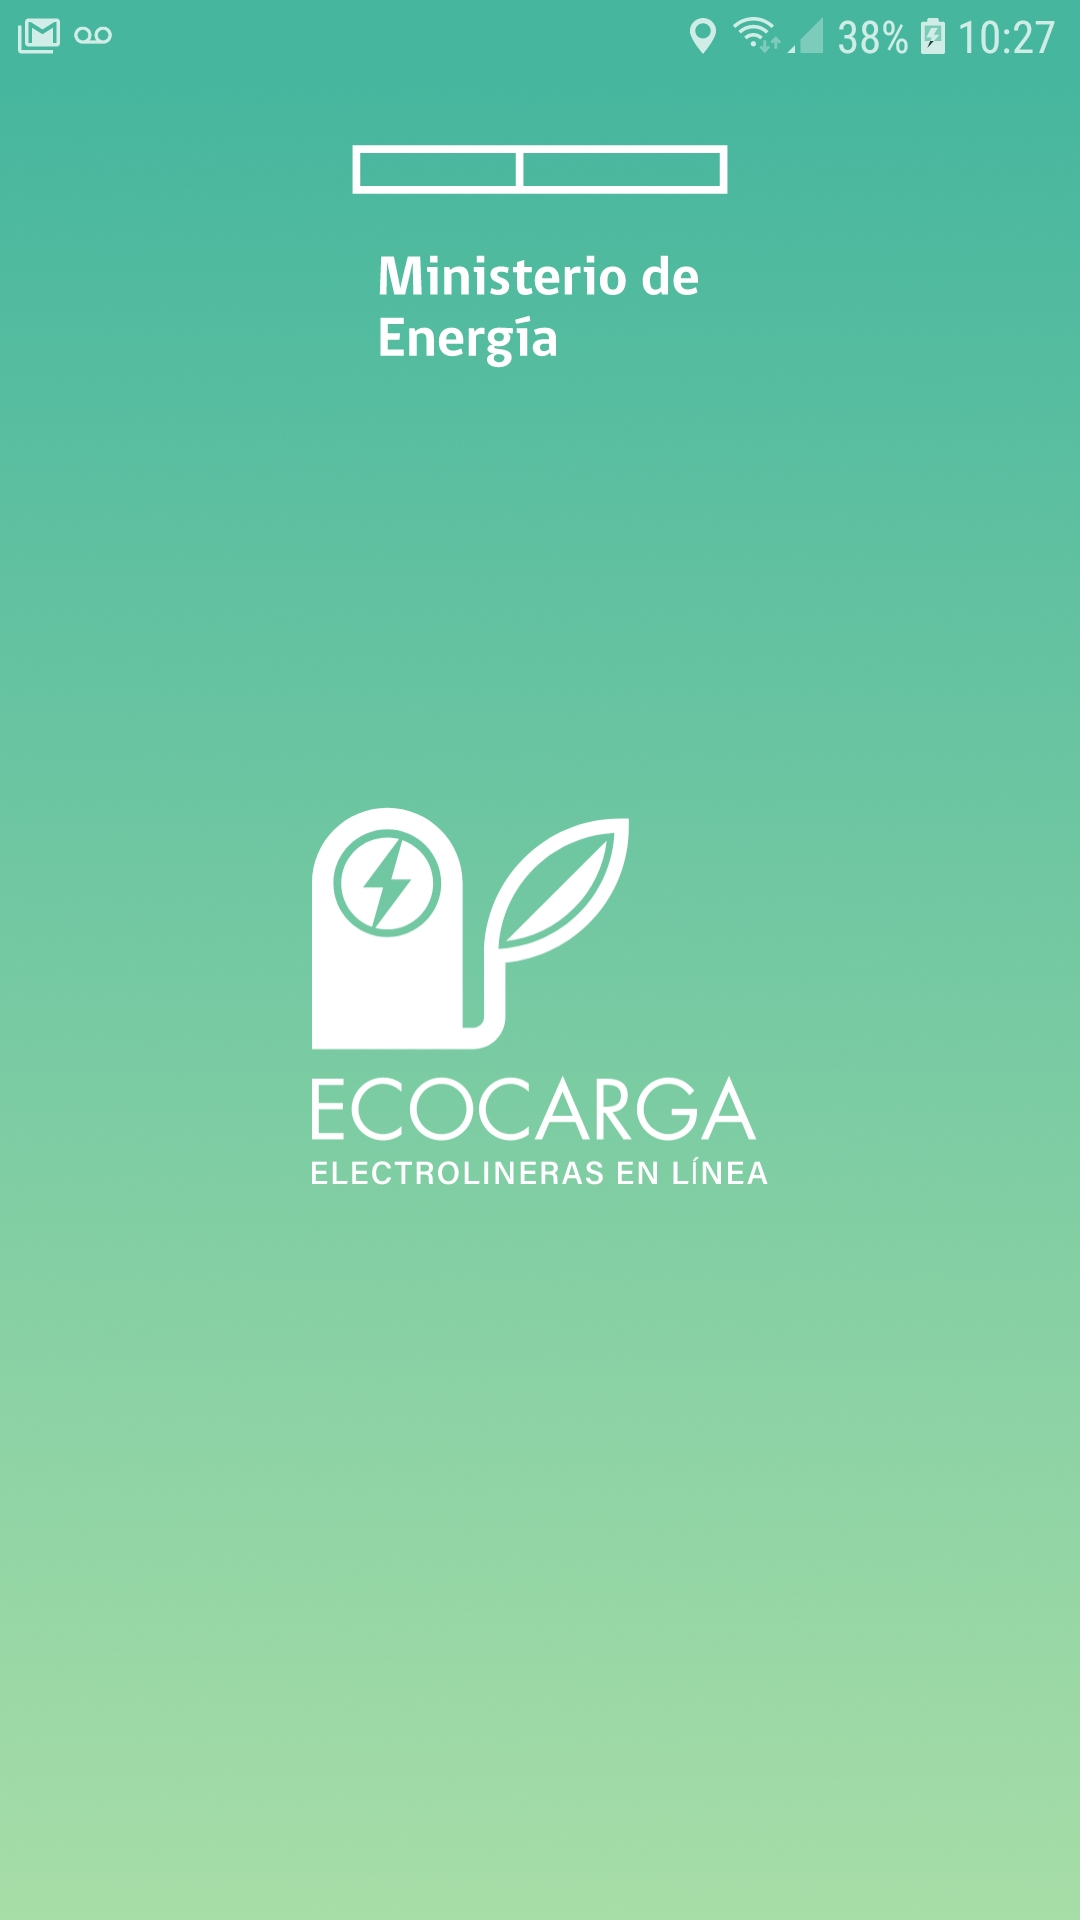 38% 10:27
Ministerio de
Energía
ECOCARGA
ELECTROLINERAS EN LÍNEA